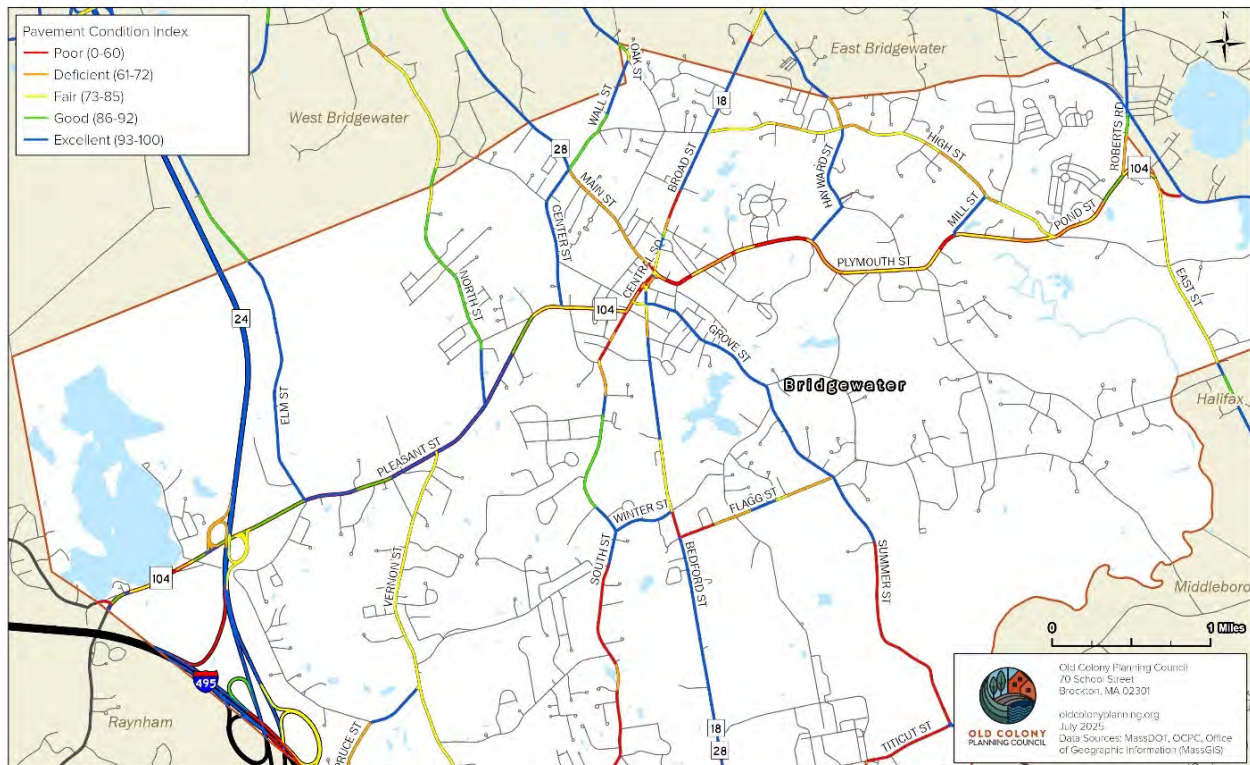 Pavement Condition Index
Poor (0-60)
Deficient (61-72)
Fair (73-85)
Good (86-92)
Excellent (93-100)
N
West Bridgewater
East Bridgewater
OAK ST
WALL ST
18
28
MAIN ST
BROAD ST
CENTER ST
HAYWARD ST
HIGH ST
ROBERTS RD
104
MILL ST
POND ST
PLYMOUTH ST
CENTRAL SQ
NORTH ST
EAST ST
24
104
ELM ST
GROVE ST
Bridgewater
Halifax
PLEASANT ST
WINTER ST
FLAGG ST
VERNON ST
SOUTH ST
BEDFORD ST
SUMMER ST
104
Middleboro
0 1 Miles
495
Raynham
SPRUCE ST
18
28
TITICUT ST
OLD COLONY
PLANNING COUNCIL
Old Colony Planning Council
70 School Street
Brockton, MA 02301
oldcolonyplanning.org
July 2025
Data Sources: MassDOT, OCPC, Office
of Geographic Information (MassGIS)